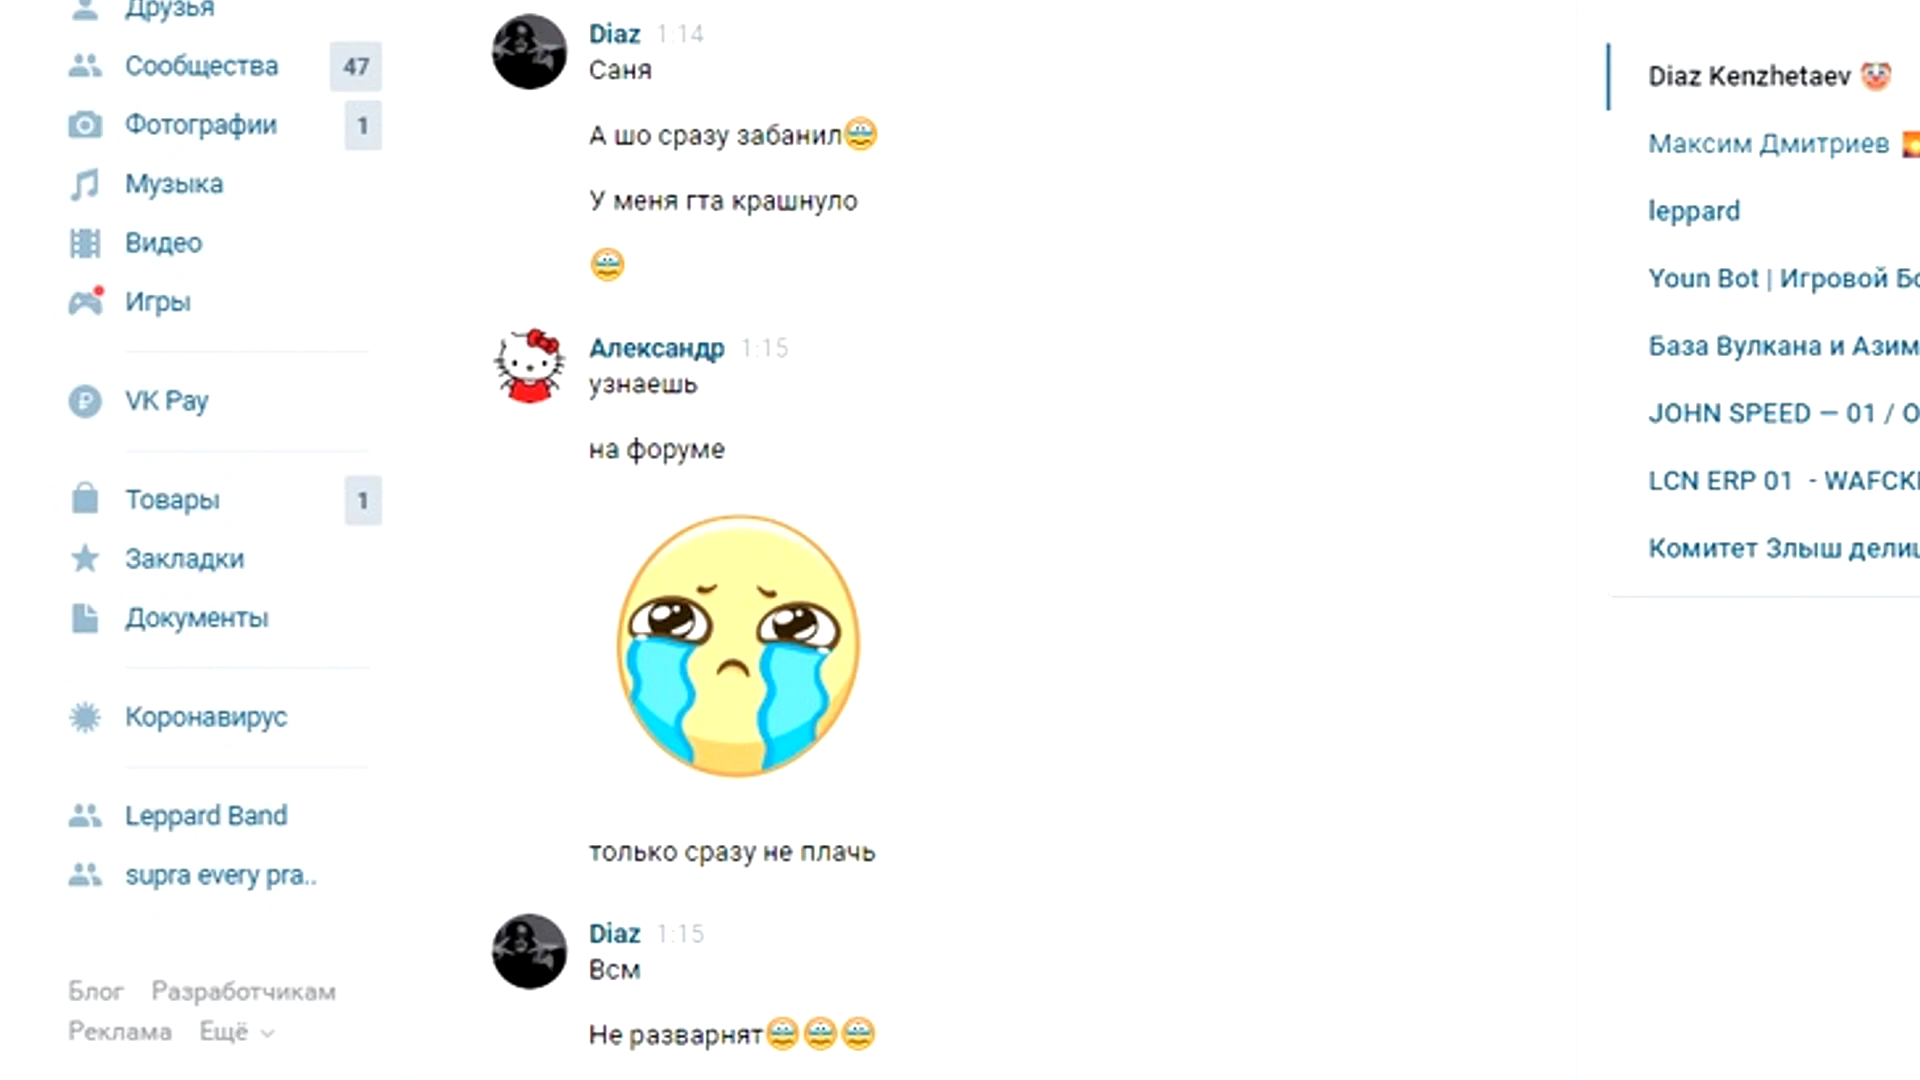 Друзья
Сообщества 47
Фотографии 1
Музыка
Видео
Игры
VK Pay
Товары 1
Закладки
Документы
Коронавирус
Leppard Band
supra every pra..
Блог Разработчикам
Реклама Ещё
Diaz 1:14
Саня
А шо сразу забанил
У меня гта крашнуло
Александр 1:15
узнаешь
на форуме
только сразу не плачь
Diaz 1:15
Всм
Не разварнят
Diaz Kenzhetaev
Максим Дмитриев
leppard
Youn Bot | Игровой Бо
База Вулкана и Азим
JOHN SPEED — 01 / О
LCN ERP 01 - WAFCK
Комитет Злыш делиш